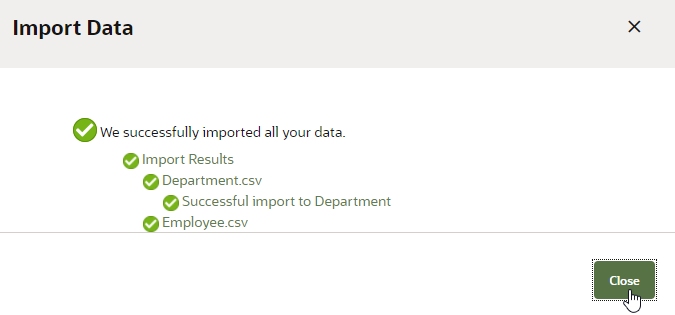 Import Data
We successfully imported all your data.
Import Results
Department.csv
Successful import to Department
Employee.csv
Close